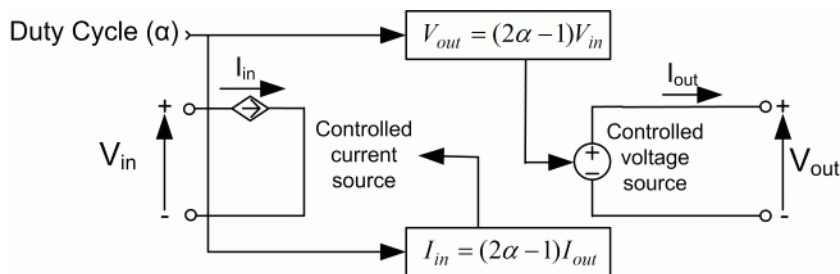 Duty Cycle (α)
V_out = (2α − 1)V_in
I_in
I_out
+
+
V_in
Controlled
current
source
+
−
Controlled
voltage
source
V_out
-
-
I_in = (2α − 1)I_out